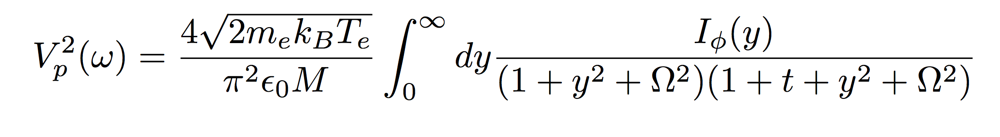 $V_p^2(\omega) = \frac{4\sqrt{2m_e k_B T_e}}{\pi^2 \epsilon_0 M} \int_0^\infty dy \frac{I_\phi(y)}{(1 + y^2 + \Omega^2)(1 + t + y^2 + \Omega^2)}$